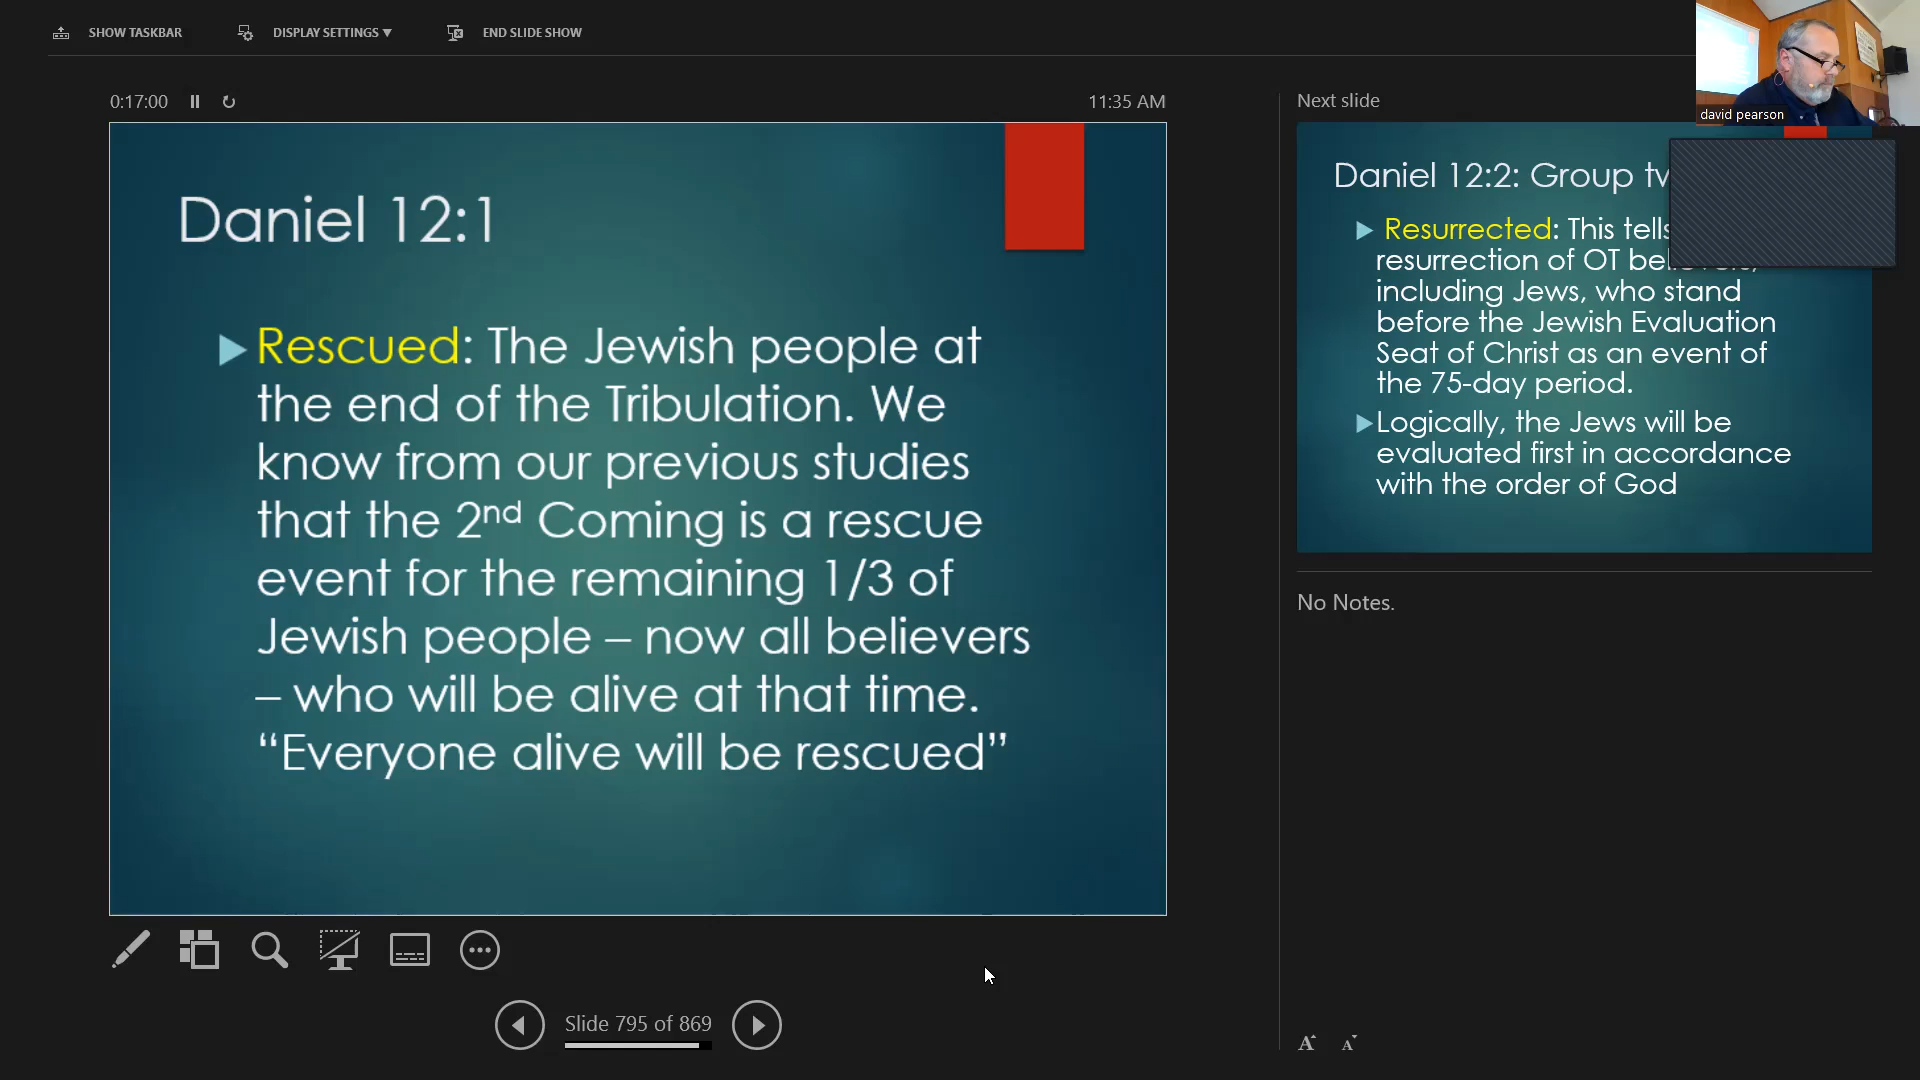 SHOW TASKBAR
DISPLAY SETTINGS ▼
END SLIDE SHOW
0:17:00
11:35 AM
Daniel 12:1
Rescued: The Jewish people at
the end of the Tribulation. We
know from our previous studies
that the 2nd Coming is a rescue
event for the remaining 1/3 of
Jewish people – now all believers
– who will be alive at that time.
“Everyone alive will be rescued”
Slide 795 of 869
Next slide
david pearson
Daniel 12:2: Group
Resurrected: This tells
resurrection of OT believers,
including Jews, who stand
before the Jewish Evaluation
Seat of Christ as an event of
the 75-day period.
Logically, the Jews will be
evaluated first in accordance
with the order of God
No Notes.
A A